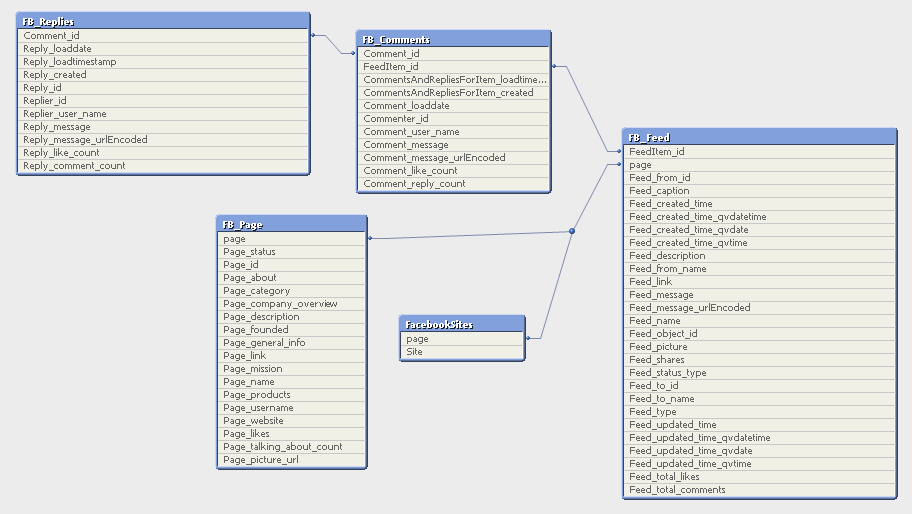 FB_Replies
Comment_id
Reply_loaddate
Reply_loadtimestamp
Reply_created
Reply_id
Replier_id
Replier_user_name
Reply_message
Reply_message_urlEncoded
Reply_like_count
Reply_comment_count
FB_Comments
Comment_id
FeedItem_id
CommentsAndRepliesForItem_loadtime...
CommentsAndRepliesForItem_created
Comment_loaddate
Commenter_id
Comment_user_name
Comment_message
Comment_message_urlEncoded
Comment_like_count
Comment_reply_count
FB_Feed
FeedItem_id
page
Feed_from_id
Feed_caption
Feed_created_time
Feed_created_time_qvdatetime
Feed_created_time_qvdate
Feed_created_time_qvtime
Feed_description
Feed_from_name
Feed_link
Feed_message
Feed_message_urlEncoded
Feed_name
Feed_object_id
Feed_picture
Feed_shares
Feed_status_type
Feed_to_id
Feed_to_name
Feed_type
Feed_updated_time
Feed_updated_time_qvdatetime
Feed_updated_time_qvdate
Feed_updated_time_qvtime
Feed_total_likes
Feed_total_comments
FB_Page
page
Page_status
Page_id
Page_about
Page_category
Page_company_overview
Page_description
Page_founded
Page_general_info
Page_link
Page_mission
Page_name
Page_products
Page_username
Page_website
Page_likes
Page_talking_about_count
Page_picture_url
FacebookSites
page
Site